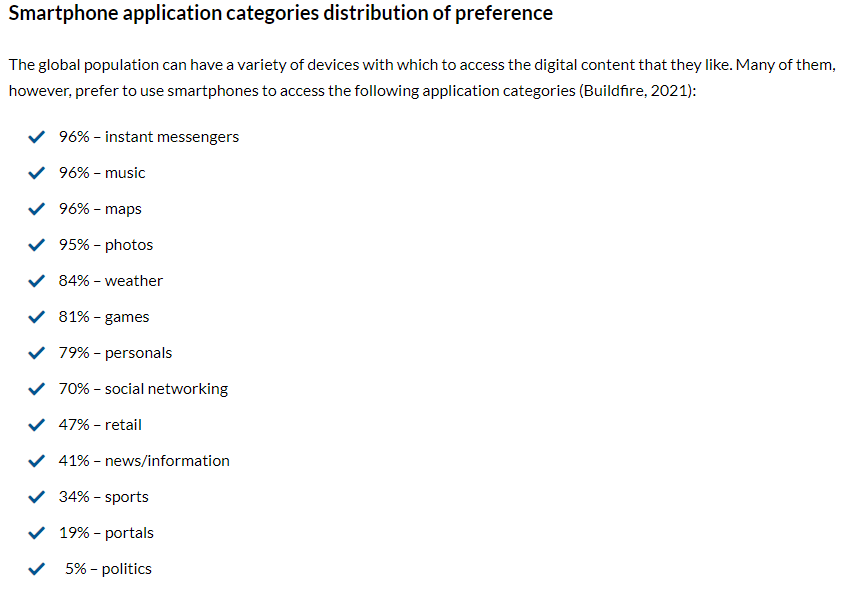 Smartphone application categories distribution of preference
The global population can have a variety of devices with which to access the digital content that they like. Many of them,
however, prefer to use smartphones to access the following application categories (Buildfire, 2021):
96% – instant messengers
96% – music
96% – maps
95% – photos
84% – weather
81% – games
79% – personals
70% – social networking
47% – retail
41% – news/information
34% – sports
19% – portals
5% – politics